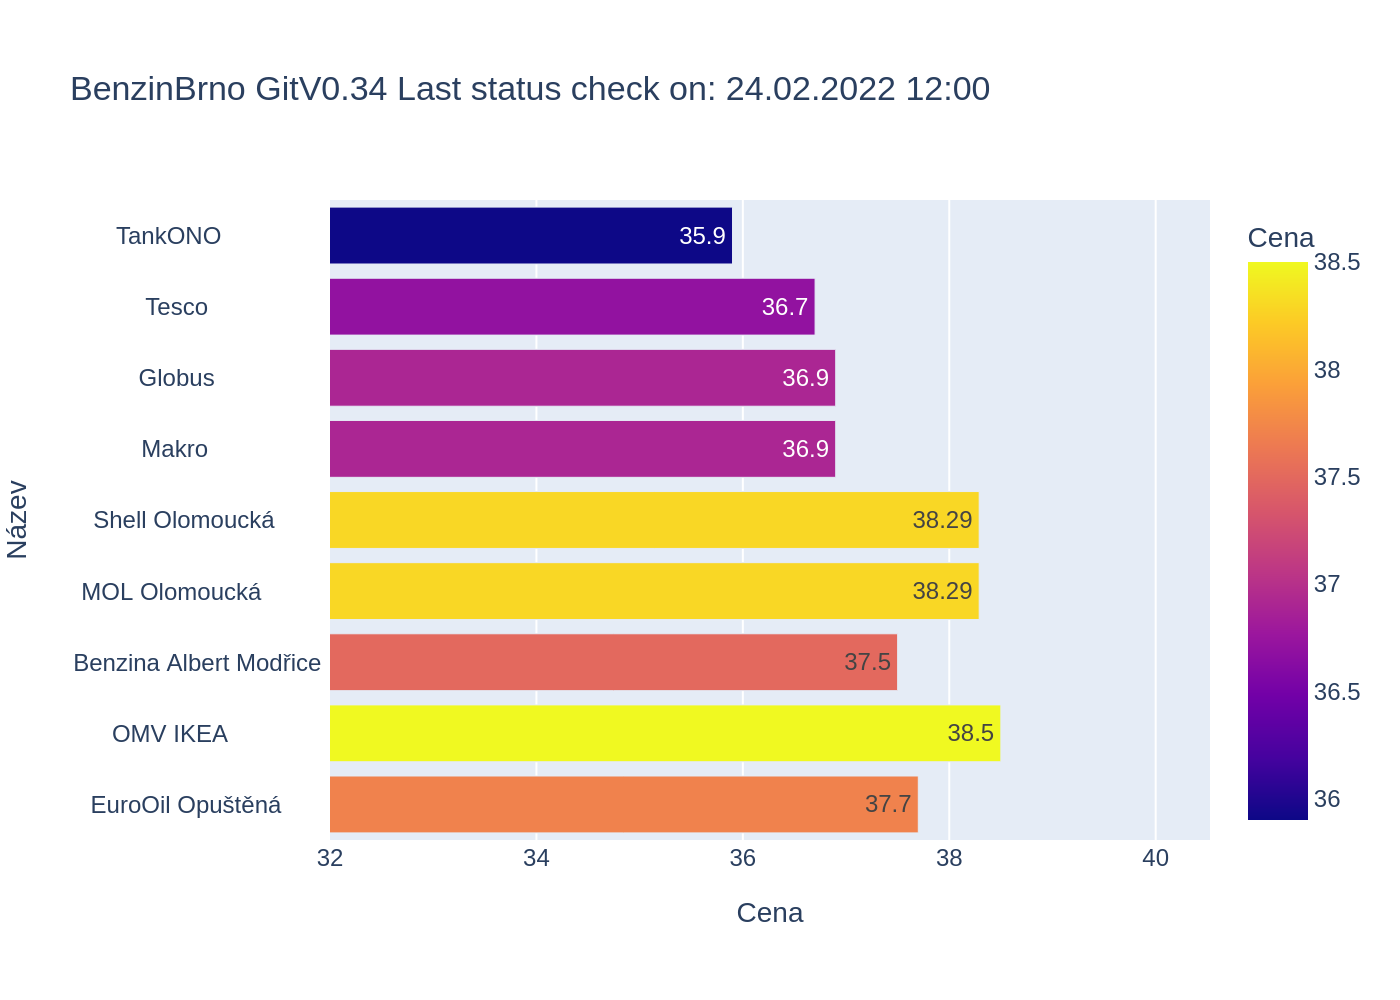 BenzinBrno GitV0.34 Last status check on: 24.02.2022 12:00
Název
TankONO
35.9
Tesco
36.7
Globus
36.9
Makro
36.9
Shell Olomoucká
38.29
MOL Olomoucká
38.29
Benzina Albert Modřice
37.5
OMV IKEA
38.5
EuroOil Opuštěná
37.7
32 34 36 38 40
Cena
Cena
38.5
38
37.5
37
36.5
36